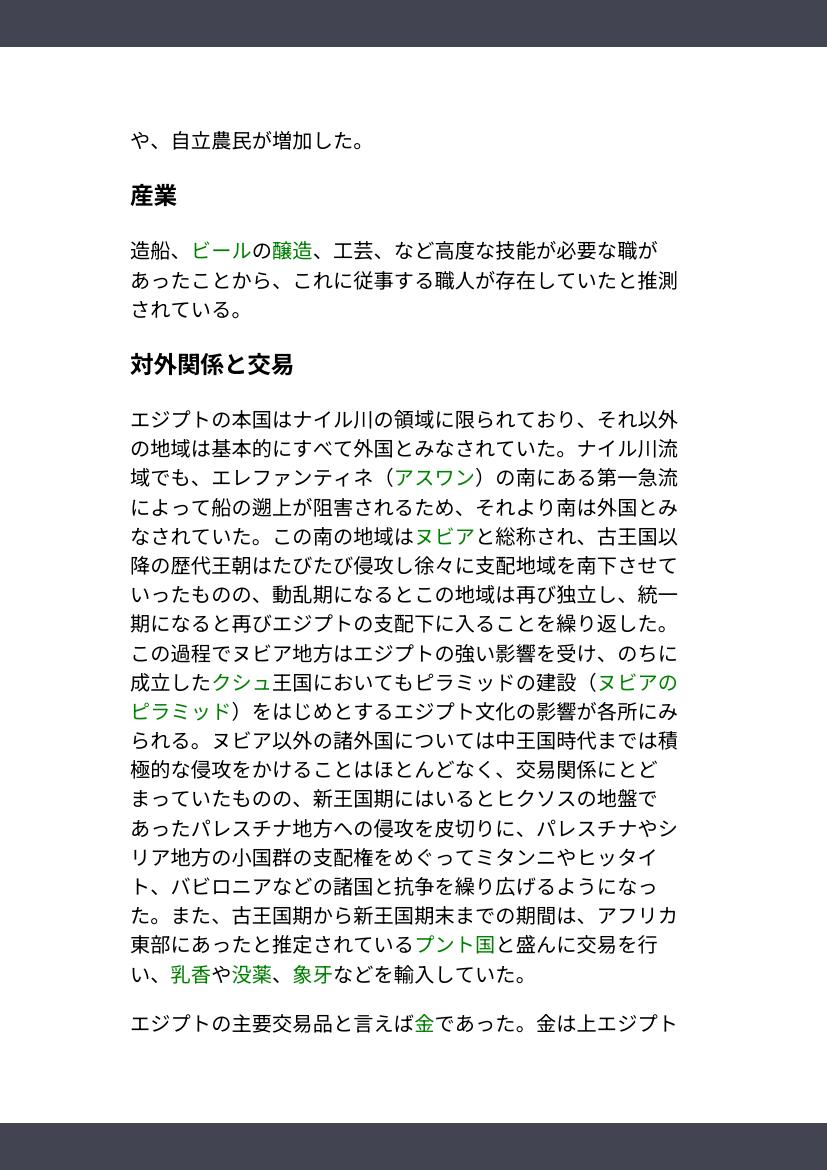 や、自立農民が増加した。
産業
造船、ビールの醸造、工芸、など高度な技能が必要な職が
あったことから、これに従事する職人が存在していたと推測
されている。
対外関係と交易
エジプトの本国はナイル川の領域に限られており、それ以外
の地域は基本的にすべて外国とみなされていた。ナイル川流
域でも、エレファンティネ（アスワン）の南にある第一急流
によって船の遡上が阻害されるため、それより南は外国とみ
なされていた。この南の地域はヌビアと総称され、古王国以
降の歴代王朝はたびたび侵攻し徐々に支配地域を南下させて
いったものの、動乱期になるとこの地域は再び独立し、統一
期になると再びエジプトの支配下に入ることを繰り返した。
この過程でヌビア地方はエジプトの強い影響を受け、のちに
成立したクシュ王国においてもピラミッドの建設（ヌビアの
ピラミッド）をはじめとするエジプト文化の影響が各所にみ
られる。ヌビア以外の諸外国については中王国時代までは積
極的な侵攻をかけることはほとんどなく、交易関係にとど
まっていたものの、新王国期にはいるとヒクソスの地盤で
あったパレスチナ地方への侵攻を皮切りに、パレスチナやシ
リア地方の小国群の支配権をめぐってミタンニやヒッタイ
ト、バビロニアなどの諸国と抗争を繰り広げるようになっ
た。また、古王国期から新王国期末までの期間は、アフリカ
東部にあったと推定されているプント国と盛んに交易を行
い、乳香や没薬、象牙などを輸入していた。
エジプトの主要交易品と言えば金であった。金は上エジプト